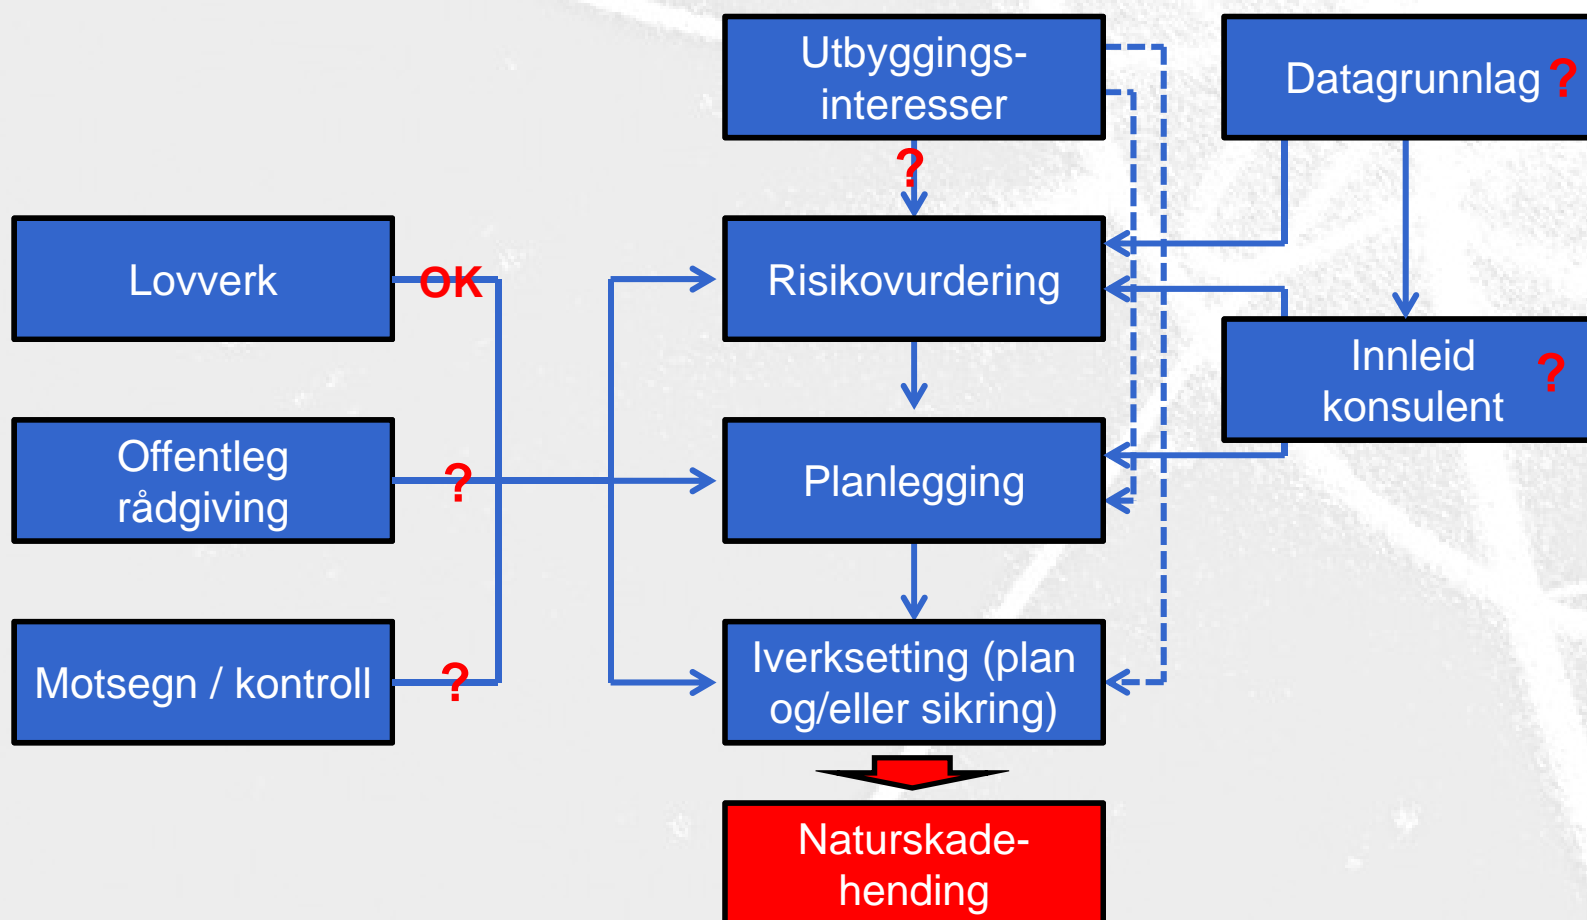 Utbyggings-
interesser
Datagrunnlag ?
?
Lovverk
OK
Risikovurdering
Innleid
konsulent
?
Offentleg
rådgiving
?
Planlegging
Motsegn / kontroll
?
Iverksetting (plan
og/eller sikring)
Naturskade-
hending